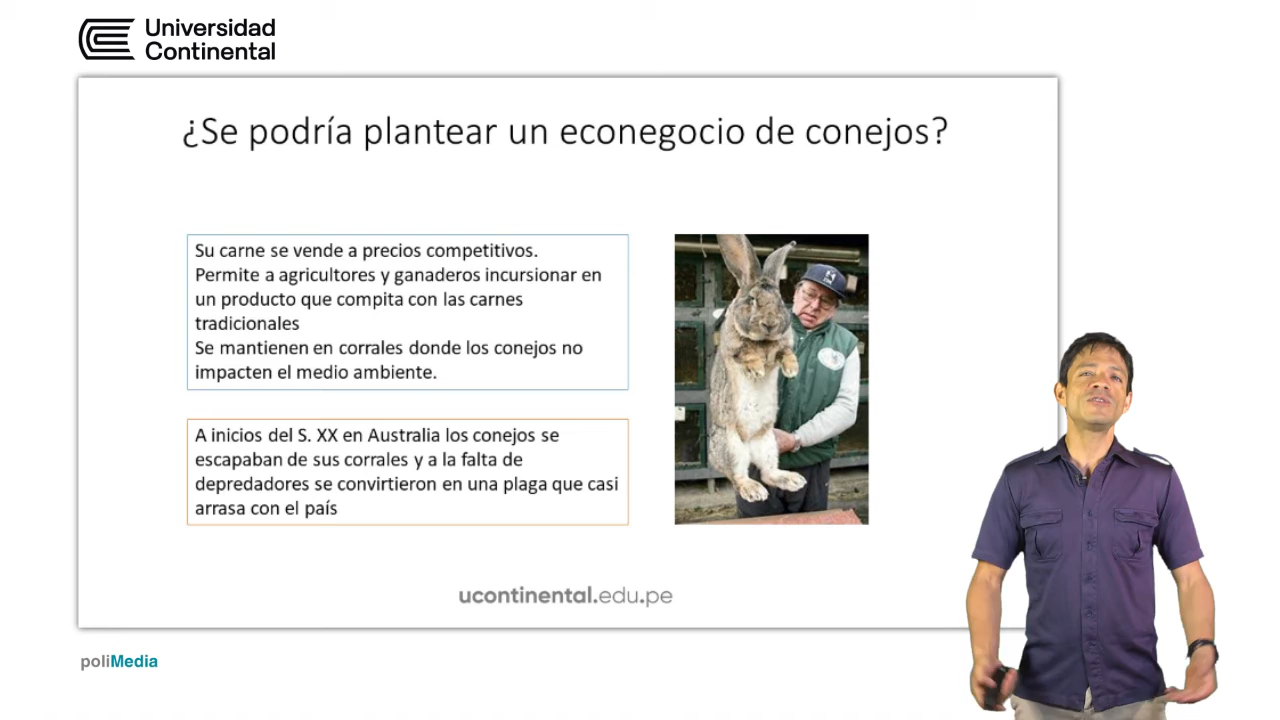 Universidad
Continental
¿Se podría plantear un econegocio de conejos?
Su carne se vende a precios competitivos.
Permite a agricultores y ganaderos incursionar en
un producto que compita con las carnes
tradicionales
Se mantienen en corrales donde los conejos no
impacten el medio ambiente.
A inicios del S. XX en Australia los conejos se
escapaban de sus corrales y a la falta de
depredadores se convirtieron en una plaga que casi
arrasa con el país
ucontinental.edu.pe
poliMedia